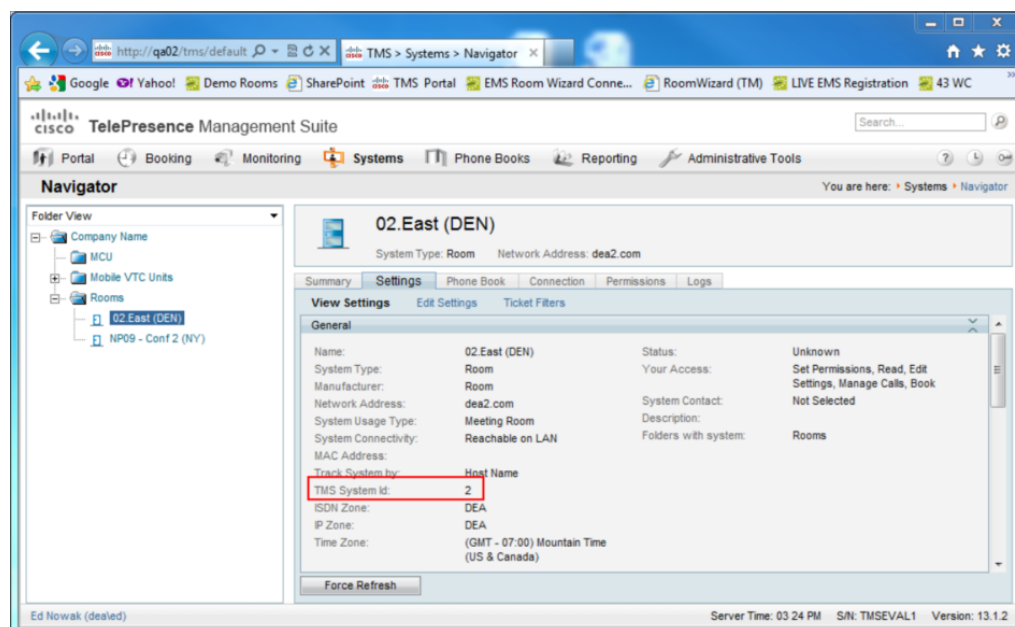 http://qa02/tms/default
TMS > Systems > Navigator
Google Yahoo! Demo Rooms SharePoint TMS Portal EMS Room Wizard Conne... RoomWizard (TM) LIVE EMS Registration 43 WC
cisco TelePresence Management Suite
Search...
Portal Booking Monitoring Systems Phone Books Reporting Administrative Tools
Navigator
You are here: Systems Navigator
Folder View
Company Name
MCU
Mobile VTC Units
Rooms
02.East (DEN)
NP09 - Conf 2 (NY)
02.East (DEN)
System Type: Room Network Address: dea2.com
Summary Settings Phone Book Connection Permissions Logs
View Settings Edit Settings Ticket Filters
General
Name: 02.East (DEN)
System Type: Room
Manufacturer: Room
Network Address: dea2.com
System Usage Type: Meeting Room
System Connectivity: Reachable on LAN
MAC Address:
Track System by: Host Name
TMS System Id: 2
ISDN Zone: DEA
IP Zone: DEA
Time Zone: (GMT - 07:00) Mountain Time
(US & Canada)
Status: Unknown
Your Access: Set Permissions, Read, Edit
Settings, Manage Calls, Book
System Contact: Not Selected
Description:
Folders with system: Rooms
Force Refresh
Ed Nowak (dea\ed)
Server Time: 03 24 PM S/N: TMSEVAL1 Version: 13.1.2